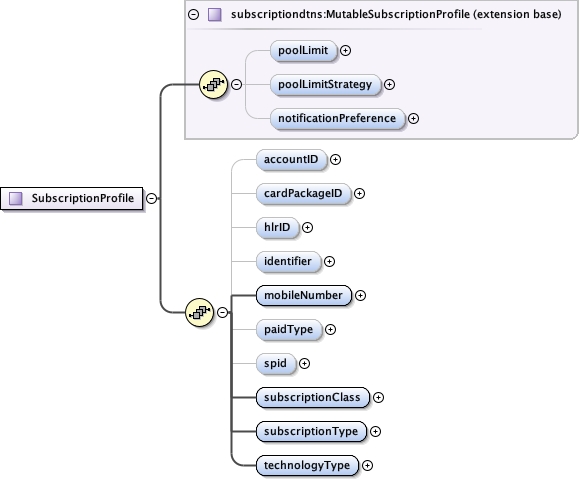 subscriptiondtns:MutableSubscriptionProfile (extension base)
poolLimit
poolLimitStrategy
notificationPreference
SubscriptionProfile
accountID
cardPackageID
hlrID
identifier
mobileNumber
paidType
spid
subscriptionClass
subscriptionType
technologyType